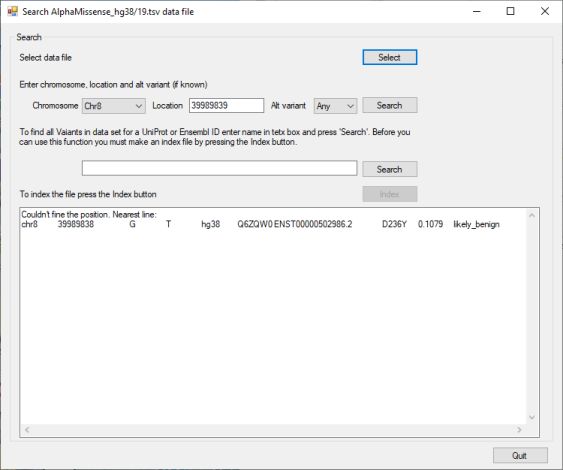 Search AlphaMissense_hg38/19.tsv data file
Search
Select data file
Select
Enter chromosome, location and alt variant (if known)
Chromosome Chr8 Location 39989839 Alt variant Any Search
To find all Vaiants in data set for a UniProt or Ensembl ID enter name in tetx box and press 'Search'. Before you
can use this function you must make an index file by pressing the Index button.
Search
To index the file press the Index button
Index
Couldn't fine the position. Nearest line:
chr8 39989838 G T hg38 Q6ZQW0 ENST00000502986.2 D236Y 0.1079 likely_benign
Quit